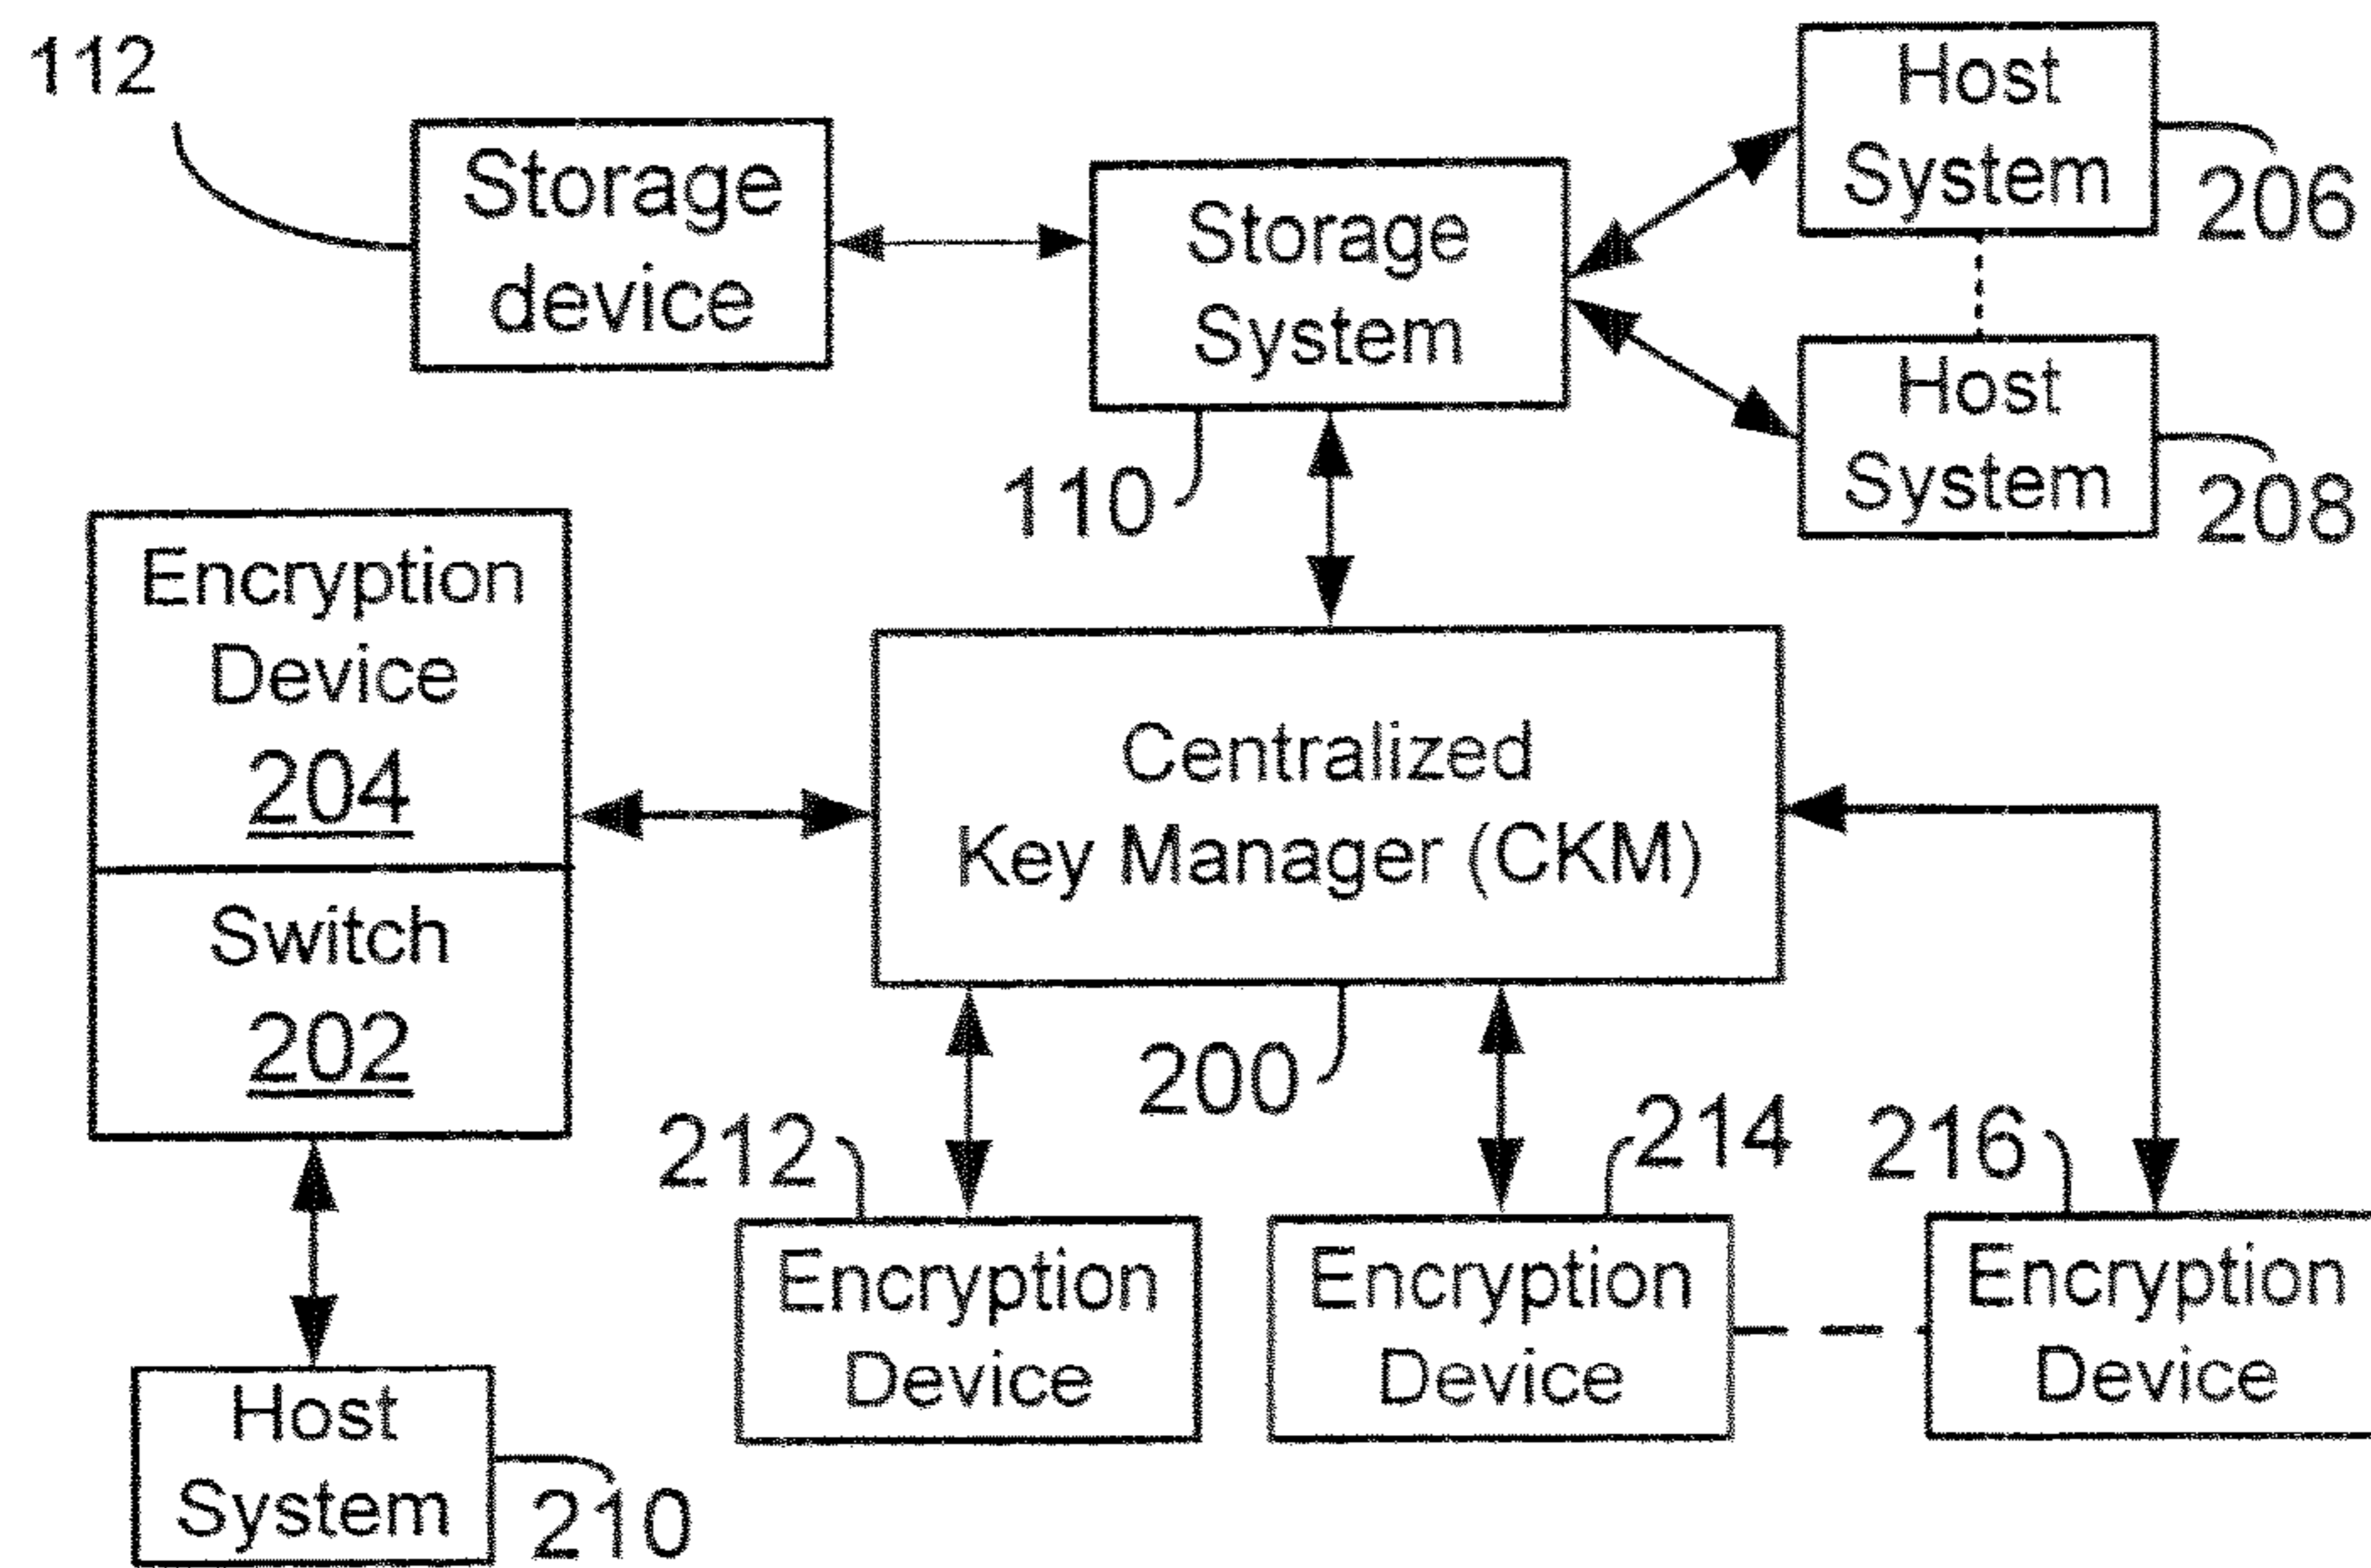 112
Storage
device
Storage
System
110
Host
System
206
Host
System
208
Encryption
Device
204
Switch
202
Centralized
Key Manager (CKM)
200
212
214
216
Encryption
Device
Encryption
Device
Encryption
Device
Host
System
210